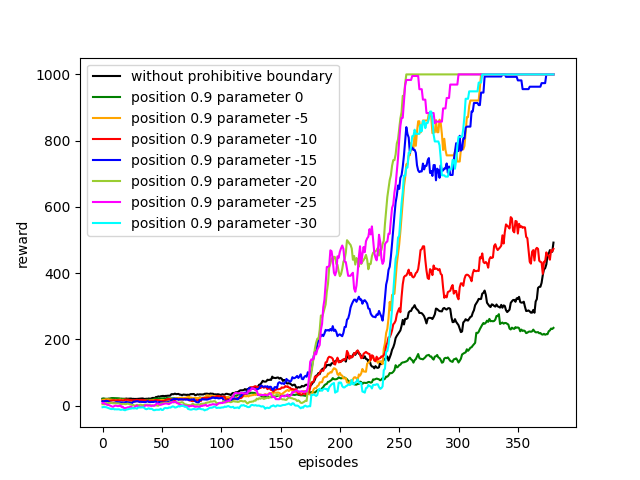 1000
800
600
400
200
0
reward
without prohibitive boundary
position 0.9 parameter 0
position 0.9 parameter -5
position 0.9 parameter -10
position 0.9 parameter -15
position 0.9 parameter -20
position 0.9 parameter -25
position 0.9 parameter -30
0 50 100 150 200 250 300 350
episodes